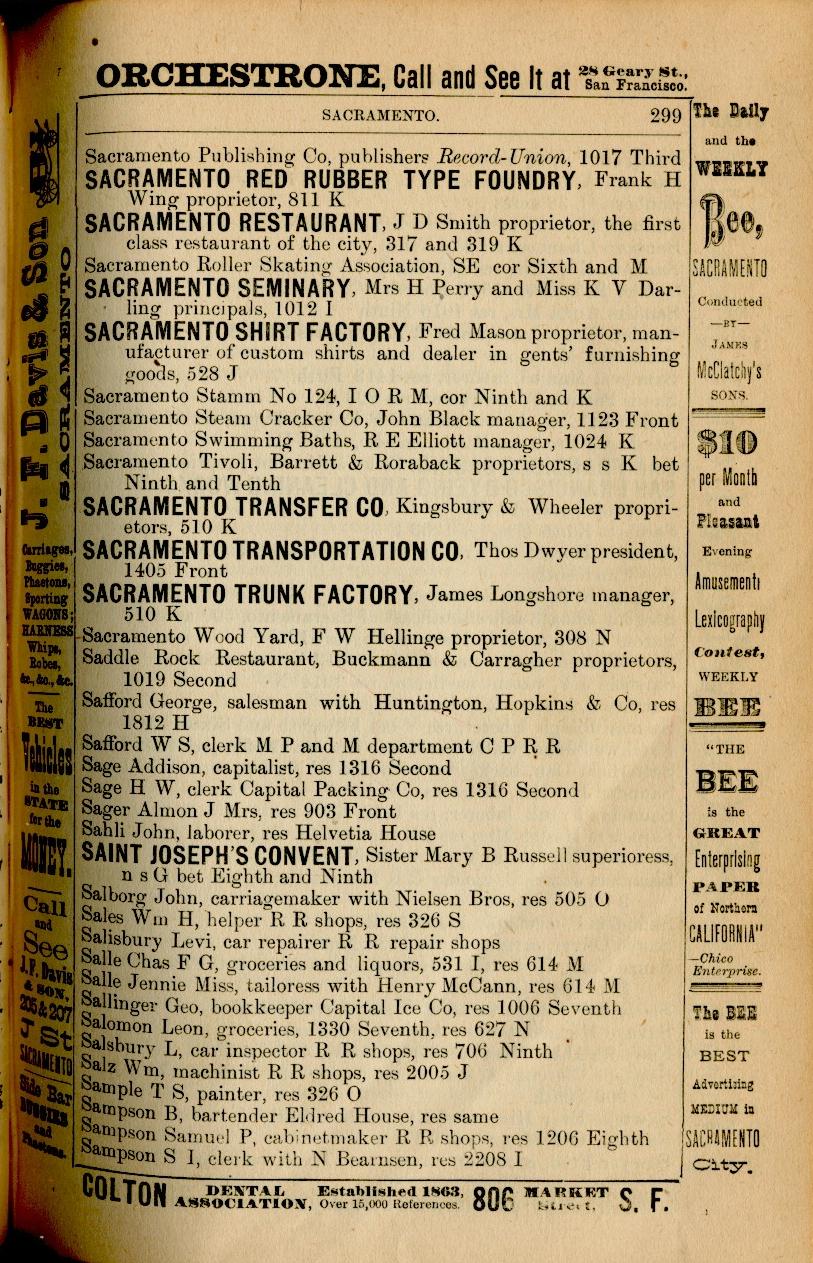 ORCHESTRONE, Call and See It at 28 Geary St., San Francisco.
SACRAMENTO. 299
Sacramento Publishing Co, publishers Record-Union, 1017 Third
SACRAMENTO RED RUBBER TYPE FOUNDRY, Frank H
Wing proprietor, 811 K
SACRAMENTO RESTAURANT, J D Smith proprietor, the first
class restaurant of the city, 317 and 319 K
Sacramento Roller Skating Association, SE cor Sixth and M
SACRAMENTO SEMINARY, Mrs H Perry and Miss K V Dar-
ling principals, 1012 I
SACRAMENTO SHIRT FACTORY, Fred Mason proprietor, man-
ufacturer of custom shirts and dealer in gents' furnishing
goods, 528 J
Sacramento Stamm No 124, I O R M, cor Ninth and K
Sacramento Steam Cracker Co, John Black manager, 1123 Front
Sacramento Swimming Baths, R E Elliott manager, 1024 K
Sacramento Tivoli, Barrett & Roraback proprietors, s s K bet
Ninth and Tenth
SACRAMENTO TRANSFER CO, Kingsbury & Wheeler propri-
etors, 510 K
SACRAMENTO TRANSPORTATION CO, Thos Dwyer president,
1405 Front
SACRAMENTO TRUNK FACTORY, James Longshore manager,
510 K
Sacramento Wood Yard, F W Hellinge proprietor, 308 N
Saddle Rock Restaurant, Buckmann & Carragher proprietors,
1019 Second
Safford George, salesman with Huntington, Hopkins & Co, res
1812 H
Safford W S, clerk M P and M department C P R R
Sage Addison, capitalist, res 1316 Second
Sage H W, clerk Capital Packing Co, res 1316 Second
Sager Almon J Mrs, res 903 Front
Sahli John, laborer, res Helvetia House
SAINT JOSEPH'S CONVENT, Sister Mary B Russell superioress,
n s G bet Eighth and Ninth
Salborg John, carriagemaker with Nielsen Bros, res 505 O
Sales Wm H, helper R R shops, res 326 S
Salisbury Levi, car repairer R R repair shops
Salle Chas F G, groceries and liquors, 531 I, res 614 M
Salle Jennie Miss, tailoress with Henry McCann, res 614 M
Sallinger Geo, bookkeeper Capital Ice Co, res 1006 Seventh
Salomon Leon, groceries, 1330 Seventh, res 627 N
Salsbury L, car inspector R R shops, res 706 Ninth
Salz Wm, machinist R R shops, res 2005 J
Sample T S, painter, res 326 O
Sampson B, bartender Eldred House, res same
Sampson Samuel P, cabinetmaker R R shops, res 1206 Eighth
Sampson S I, clerk with N Bearnsen, res 2208 I
COLTON DENTAL ASSOCIATION, Established 1863, Over 15,000 References. 806 MARKET Street, S. F.
J. F. Davis & Son
SACRAMENTO
Carriages,
Buggies,
Phaetons,
Sporting
WAGONS;
HARNESS
Whips,
Robes,
&c., &c., &c.
The
BEST
Vehicles
in the
STATE
for the
MONEY.
Call
and
See
J. F. Davis
& SON.
205 & 207
J St
SACRAMENTO
Side Bar
BUGGIES
and
Phaetons.
The Daily
and the
WEEKLY
Bee,
SACRAMENTO
Conducted
—BY—
JAMES
McClatchy's
SONS.
$10
per Month
and
Pleasant
Evening
Amusement:
Lexicography
Contest,
WEEKLY
BEE
"THE
BEE
is the
GREAT
Enterprising
PAPER
of Northern
CALIFORNIA"
—Chico
Enterprise.
The BEE
is the
BEST
Advertising
MEDIUM in
SACRAMENTO
City.